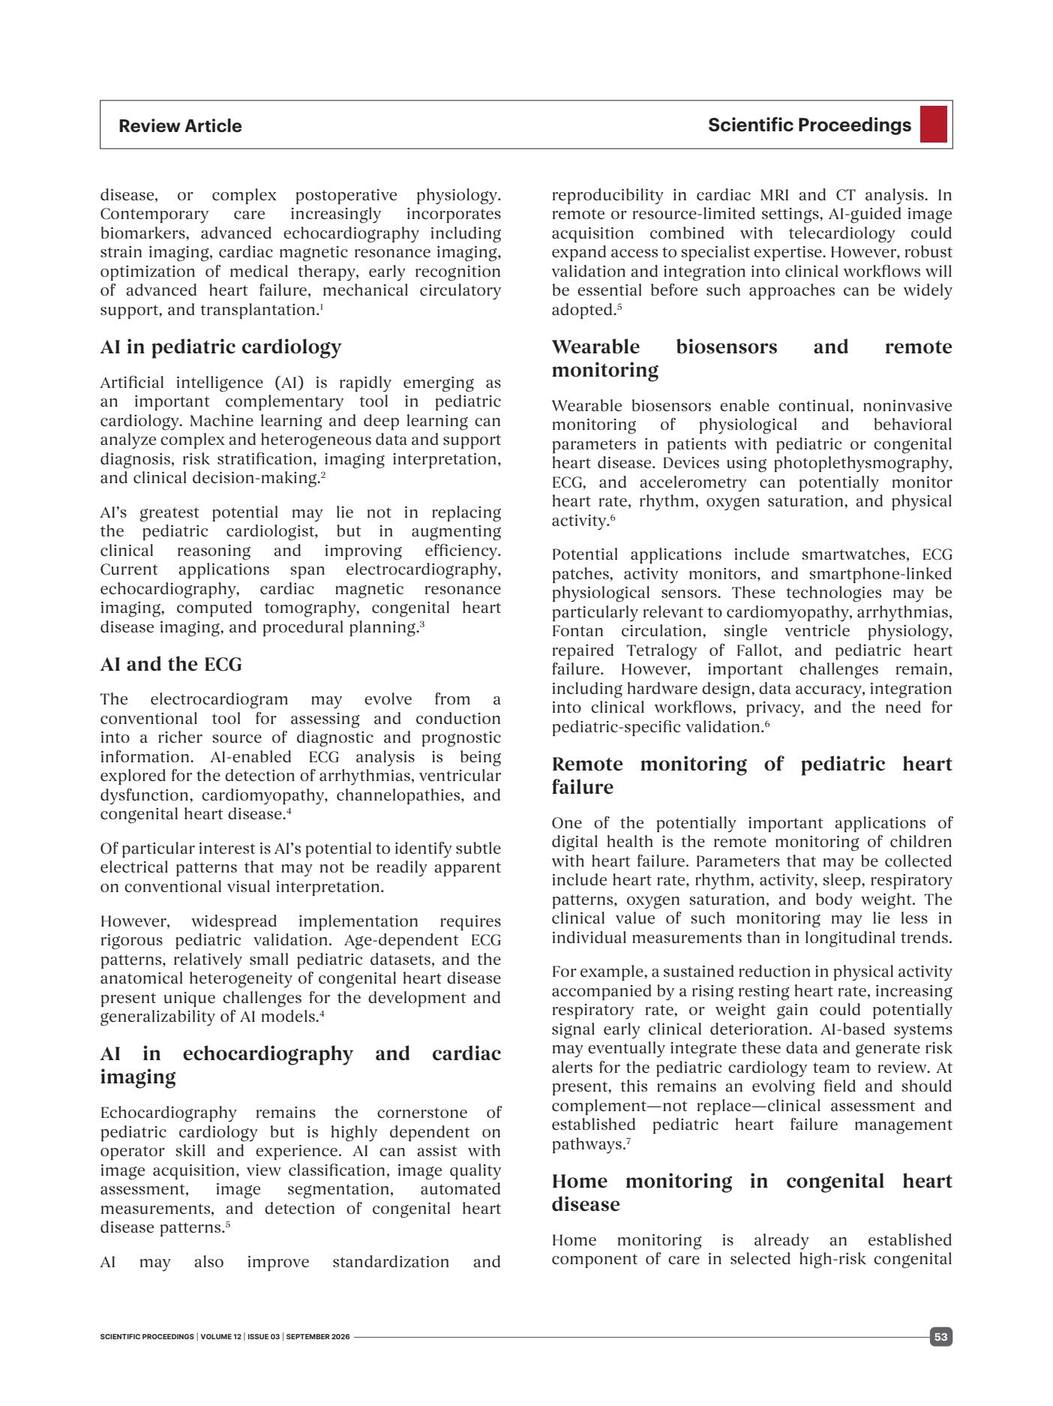 Review Article
Scientific Proceedings
disease, or complex postoperative physiology.
Contemporary care increasingly incorporates
biomarkers, advanced echocardiography including
strain imaging, cardiac magnetic resonance imaging,
optimization of medical therapy, early recognition
of advanced heart failure, mechanical circulatory
support, and transplantation.¹
AI in pediatric cardiology
Artificial intelligence (AI) is rapidly emerging as
an important complementary tool in pediatric
cardiology. Machine learning and deep learning can
analyze complex and heterogeneous data and support
diagnosis, risk stratification, imaging interpretation,
and clinical decision-making.²
AI's greatest potential may lie not in replacing
the pediatric cardiologist, but in augmenting
clinical reasoning and improving efficiency.
Current applications span electrocardiography,
echocardiography, cardiac magnetic resonance
imaging, computed tomography, congenital heart
disease imaging, and procedural planning.³
AI and the ECG
The electrocardiogram may evolve from a
conventional tool for assessing and conduction
into a richer source of diagnostic and prognostic
information. AI-enabled ECG analysis is being
explored for the detection of arrhythmias, ventricular
dysfunction, cardiomyopathy, channelopathies, and
congenital heart disease.⁴
Of particular interest is AI's potential to identify subtle
electrical patterns that may not be readily apparent
on conventional visual interpretation.
However, widespread implementation requires
rigorous pediatric validation. Age-dependent ECG
patterns, relatively small pediatric datasets, and the
anatomical heterogeneity of congenital heart disease
present unique challenges for the development and
generalizability of AI models.⁴
AI in echocardiography and cardiac
imaging
Echocardiography remains the cornerstone of
pediatric cardiology but is highly dependent on
operator skill and experience. AI can assist with
image acquisition, view classification, image quality
assessment, image segmentation, automated
measurements, and detection of congenital heart
disease patterns.⁵
AI may also improve standardization and
reproducibility in cardiac MRI and CT analysis. In
remote or resource-limited settings, AI-guided image
acquisition combined with telecardiology could
expand access to specialist expertise. However, robust
validation and integration into clinical workflows will
be essential before such approaches can be widely
adopted.⁵
Wearable biosensors and remote
monitoring
Wearable biosensors enable continual, noninvasive
monitoring of physiological and behavioral
parameters in patients with pediatric or congenital
heart disease. Devices using photoplethysmography,
ECG, and accelerometry can potentially monitor
heart rate, rhythm, oxygen saturation, and physical
activity.⁶
Potential applications include smartwatches, ECG
patches, activity monitors, and smartphone-linked
physiological sensors. These technologies may be
particularly relevant to cardiomyopathy, arrhythmias,
Fontan circulation, single ventricle physiology,
repaired Tetralogy of Fallot, and pediatric heart
failure. However, important challenges remain,
including hardware design, data accuracy, integration
into clinical workflows, privacy, and the need for
pediatric-specific validation.⁶
Remote monitoring of pediatric heart
failure
One of the potentially important applications of
digital health is the remote monitoring of children
with heart failure. Parameters that may be collected
include heart rate, rhythm, activity, sleep, respiratory
patterns, oxygen saturation, and body weight. The
clinical value of such monitoring may lie less in
individual measurements than in longitudinal trends.
For example, a sustained reduction in physical activity
accompanied by a rising resting heart rate, increasing
respiratory rate, or weight gain could potentially
signal early clinical deterioration. AI-based systems
may eventually integrate these data and generate risk
alerts for the pediatric cardiology team to review. At
present, this remains an evolving field and should
complement—not replace—clinical assessment and
established pediatric heart failure management
pathways.⁷
Home monitoring in congenital heart
disease
Home monitoring is already an established
component of care in selected high-risk congenital
SCIENTIFIC PROCEEDINGS | VOLUME 12 | ISSUE 03 | SEPTEMBER 2026
53